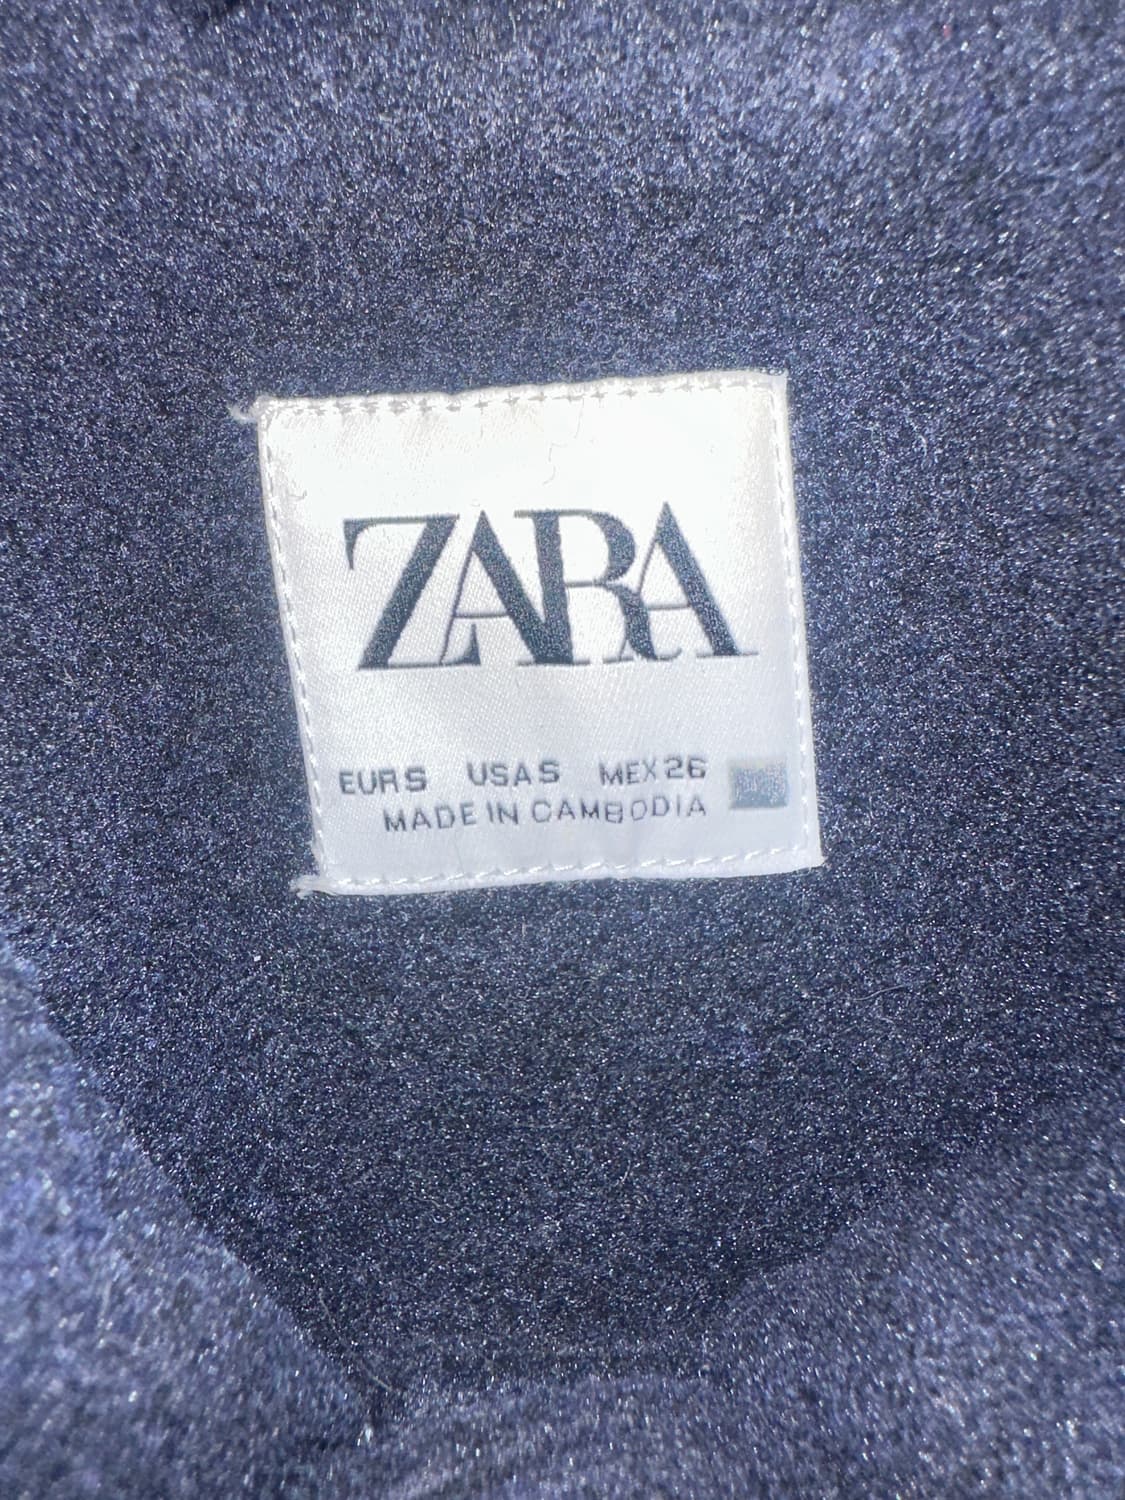 ZARA
EUR S USA S MEX 26
MADE IN CAMBODIA